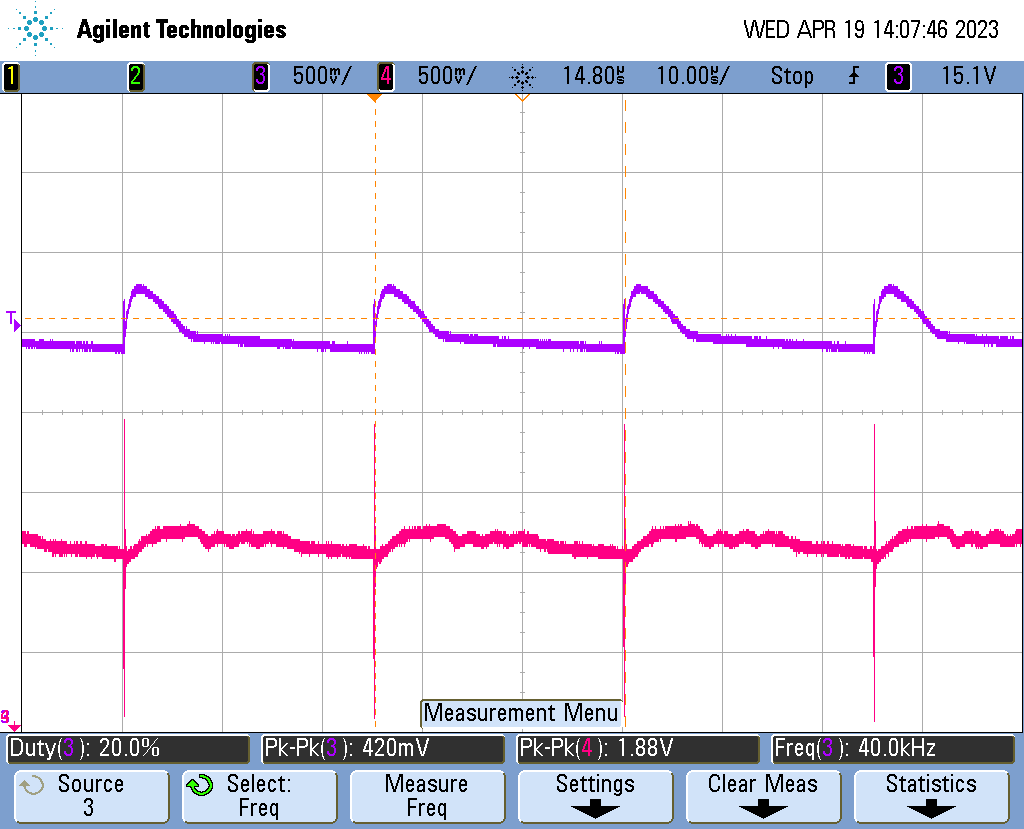 Agilent Technologies
WED APR 19 14:07:46 2023
1 2 3 500mV/ 4 500mV/ 14.80µs 10.00µs/ Stop 3 15.1V
T
Measurement Menu
Duty(3): 20.0% Pk-Pk(3): 420mV Pk-Pk(4): 1.88V Freq(3): 40.0kHz
Source
3
Select:
Freq
Measure
Freq
Settings
Clear Meas
Statistics